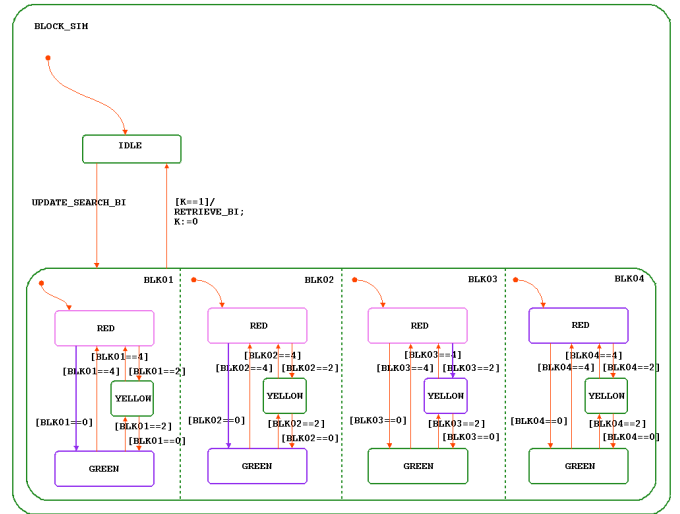 BLOCK_SIM
IDLE
UPDATE_SEARCH_BI
[K==1]/
RETRIEVE_BI;
K:=0
BLK01
BLK02
BLK03
BLK04
RED
RED
RED
RED
[BLK01==4]
[BLK01==4]
[BLK01==2]
YELLOW
[BLK01==0]
[BLK01==2]
[BLK01==0]
GREEN
[BLK02==4]
[BLK02==4]
[BLK02==2]
YELLOW
[BLK02==0]
[BLK02==2]
[BLK02==0]
GREEN
[BLK03==4]
[BLK03==4]
[BLK03==2]
YELLOW
[BLK03==0]
[BLK03==2]
[BLK03==0]
GREEN
[BLK04==4]
[BLK04==4]
[BLK04==2]
YELLOW
[BLK04==0]
[BLK04==2]
[BLK04==0]
GREEN